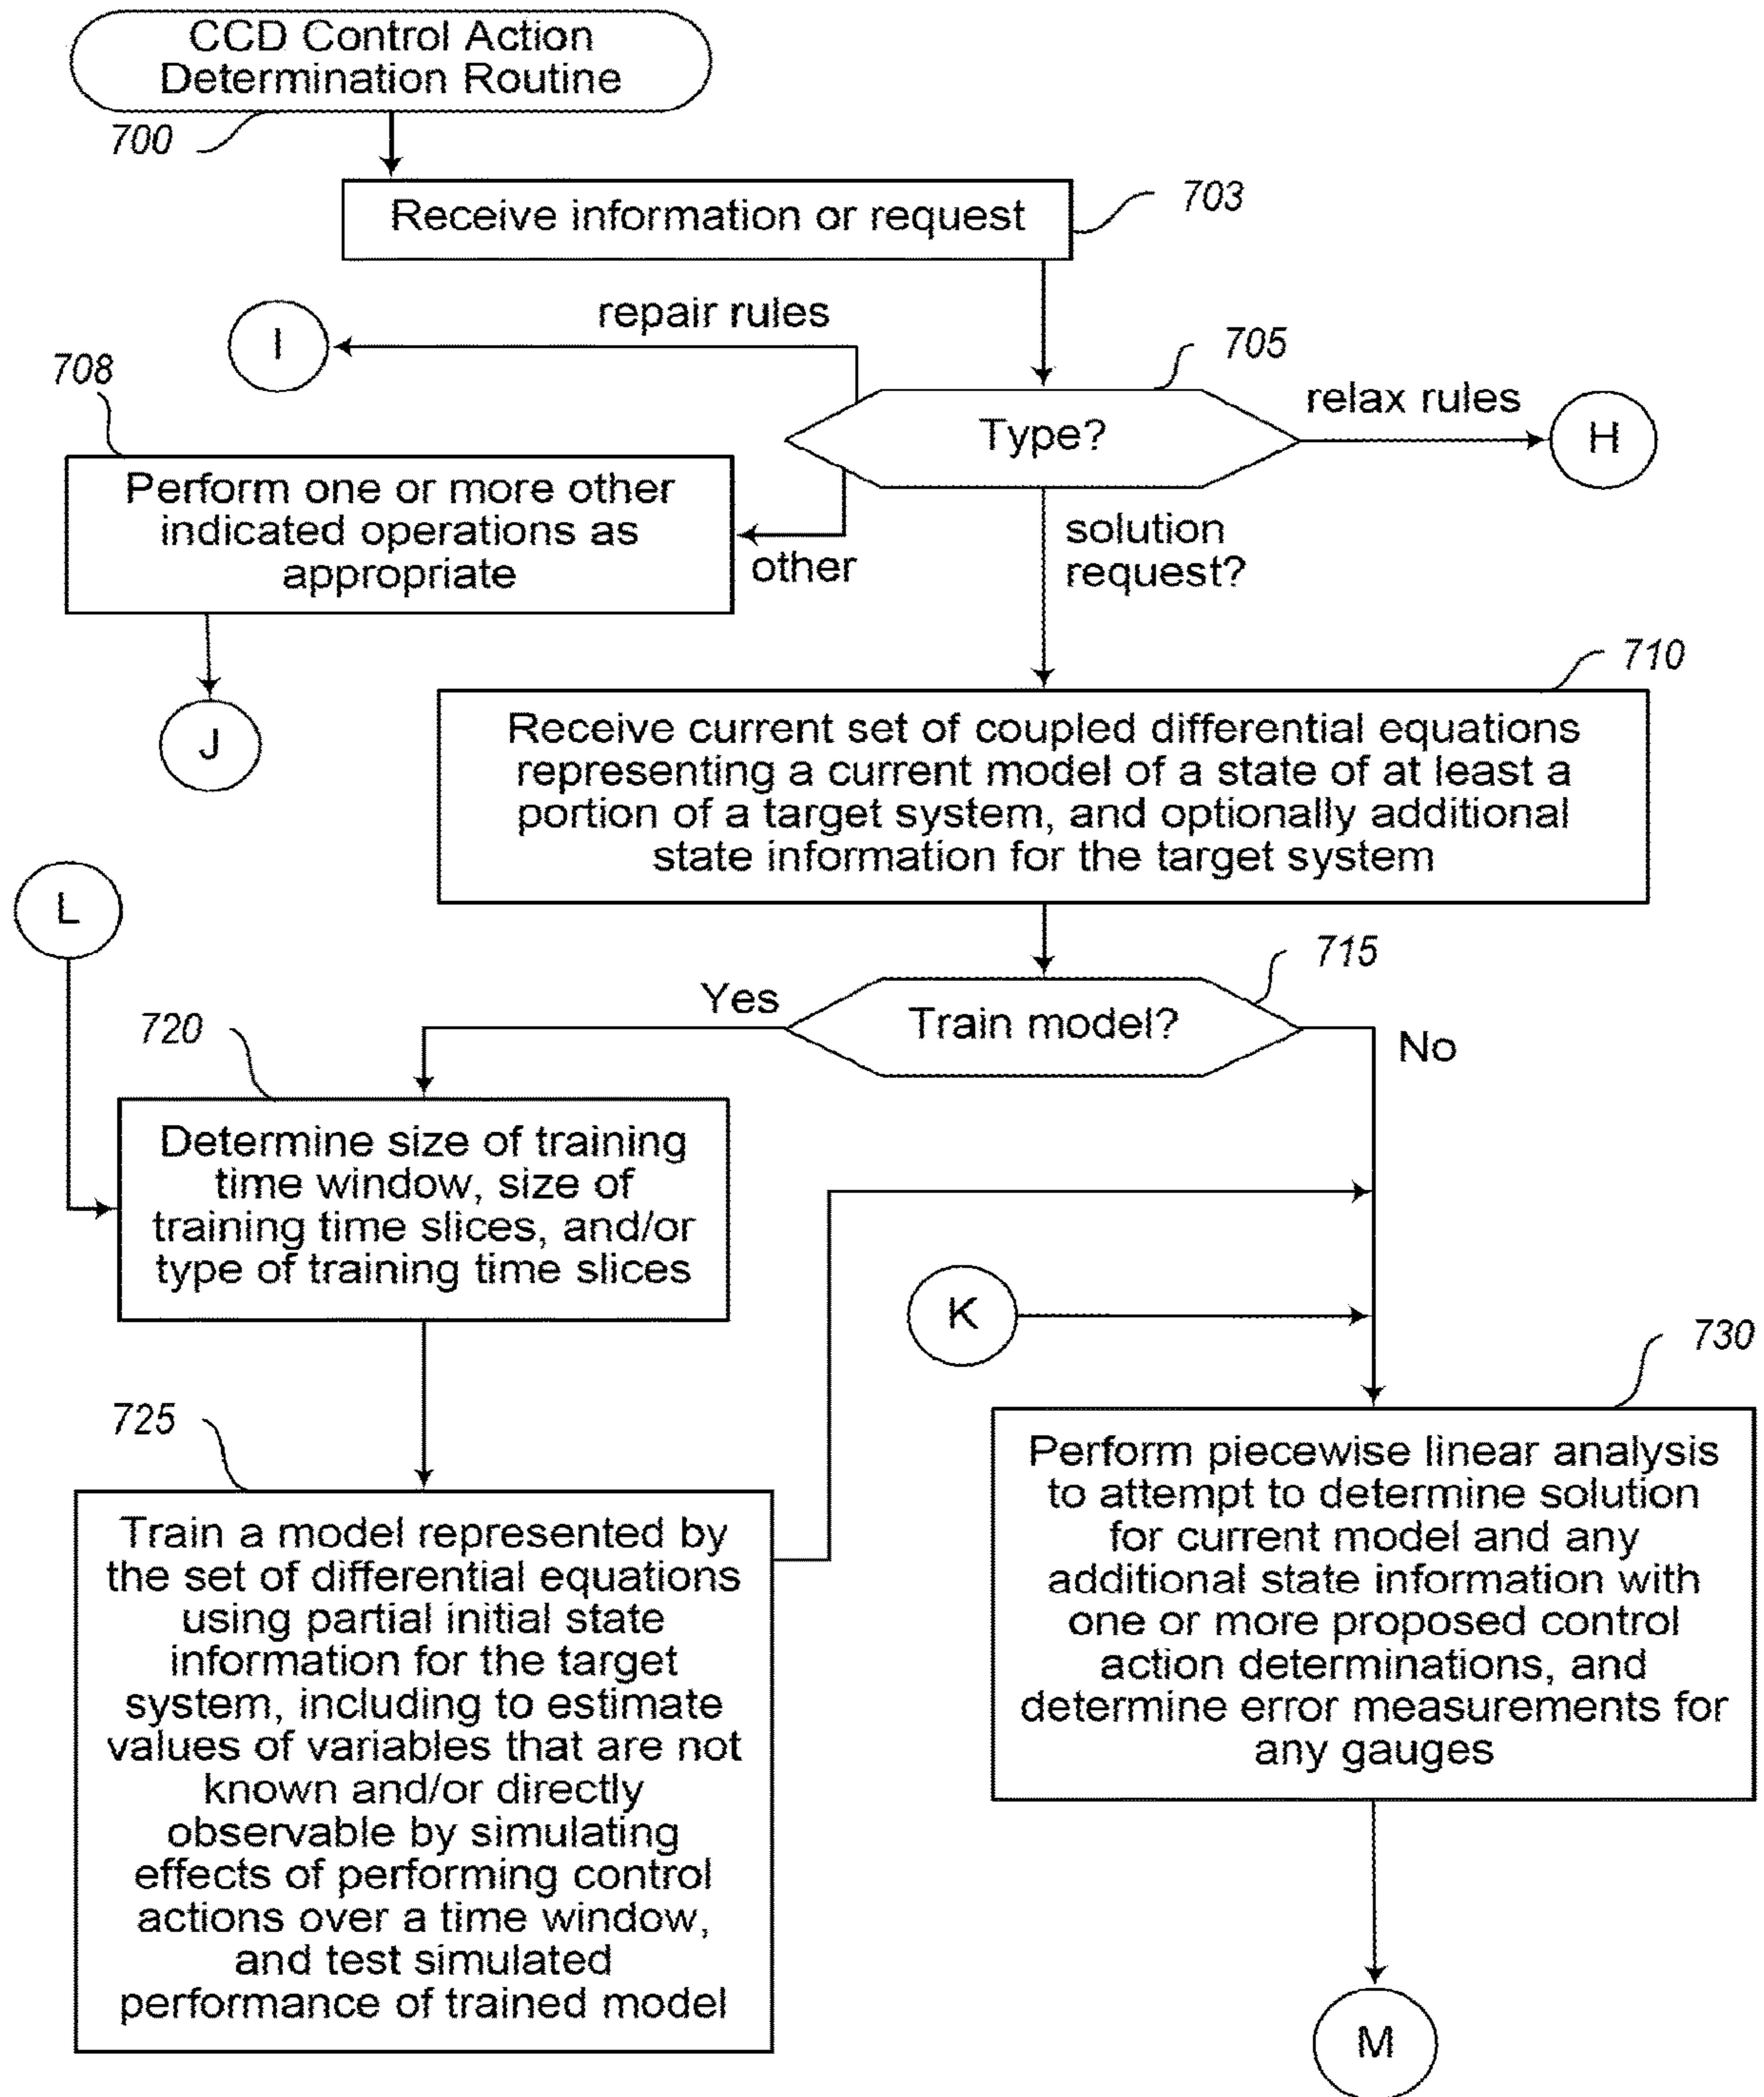 CCD Control Action
Determination Routine
700
Receive information or request
703
repair rules
I
705
708
Type?
relax rules
H
Perform one or more other
indicated operations as
appropriate
other
solution
request?
J
710
Receive current set of coupled differential equations
representing a current model of a state of at least a
portion of a target system, and optionally additional
state information for the target system
L
715
Train model?
Yes
No
720
Determine size of training
time window, size of
training time slices, and/or
type of training time slices
K
725
Train a model represented by
the set of differential equations
using partial initial state
information for the target
system, including to estimate
values of variables that are not
known and/or directly
observable by simulating
effects of performing control
actions over a time window,
and test simulated
performance of trained model
730
Perform piecewise linear analysis
to attempt to determine solution
for current model and any
additional state information with
one or more proposed control
action determinations, and
determine error measurements for
any gauges
M